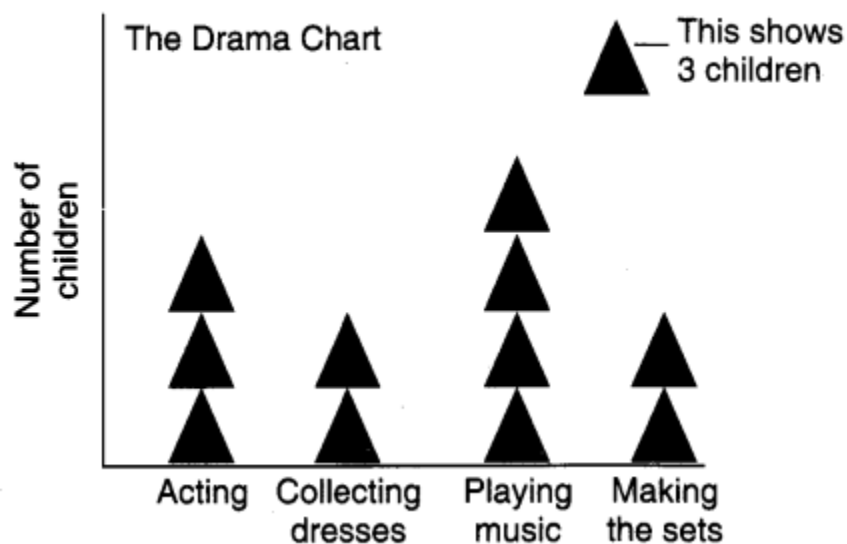 The Drama Chart
This shows
3 children
Number of
children
Acting
Collecting
dresses
Playing
music
Making
the sets